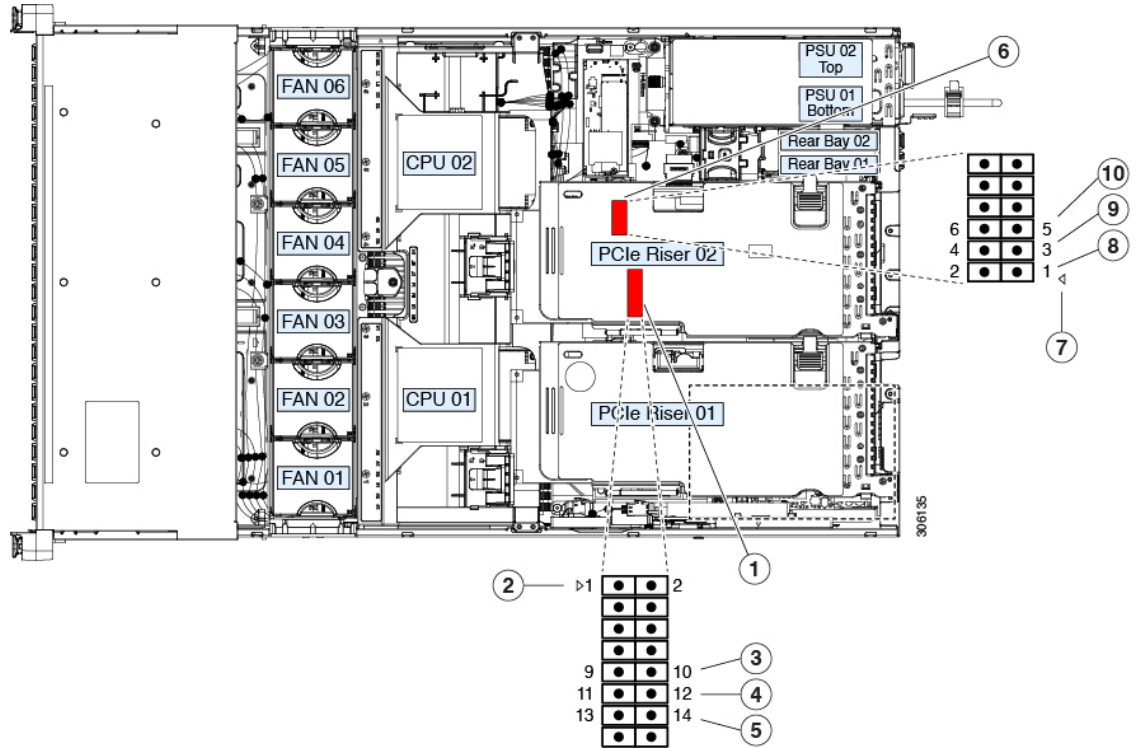 PSU 02
Top
6
FAN 06
PSU 01
Bottom
Rear Bay 02
FAN 05
CPU 02
Rear Bay 01
10
6 5
9
FAN 04
PCIe Riser 02
4 3
8
2 1
FAN 03
7
FAN 02
CPU 01
PCIe Riser 01
FAN 01
306135
1
2
1 2
3
9 10
4
11 12
13 14
5